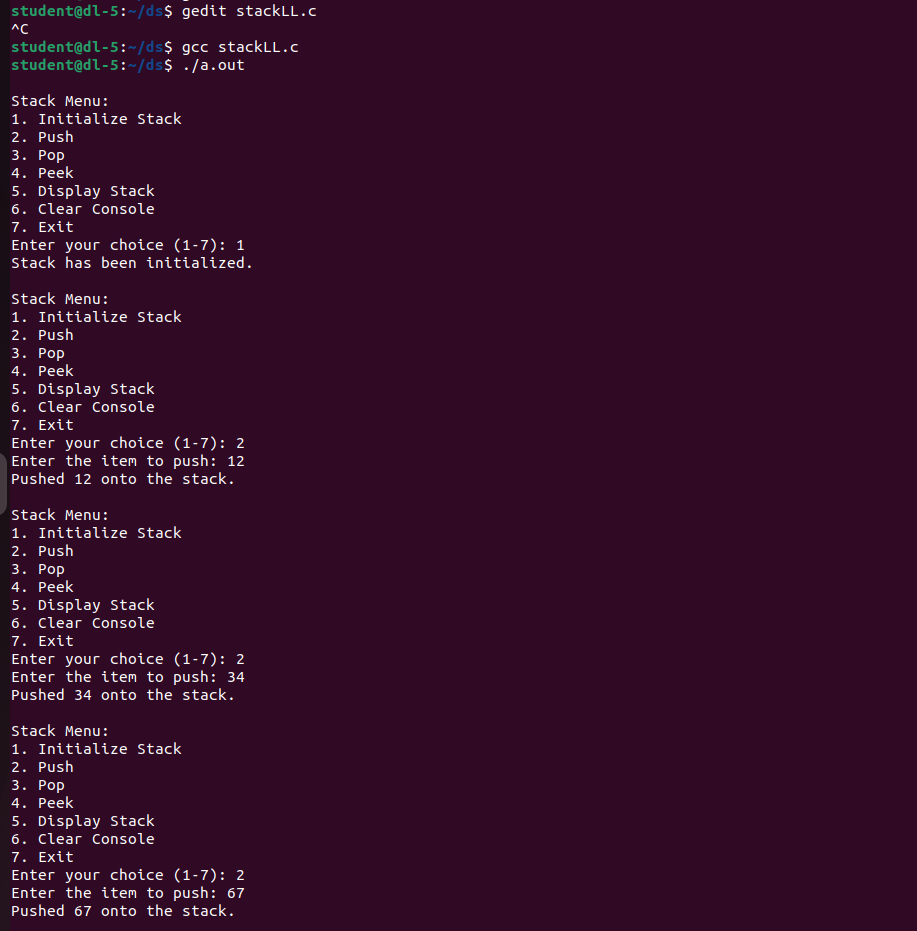 student@dl-5:~/ds$ gedit stackLL.c
^C
student@dl-5:~/ds$ gcc stackLL.c
student@dl-5:~/ds$ ./a.out

Stack Menu:
1. Initialize Stack
2. Push
3. Pop
4. Peek
5. Display Stack
6. Clear Console
7. Exit
Enter your choice (1-7): 1
Stack has been initialized.

Stack Menu:
1. Initialize Stack
2. Push
3. Pop
4. Peek
5. Display Stack
6. Clear Console
7. Exit
Enter your choice (1-7): 2
Enter the item to push: 12
Pushed 12 onto the stack.

Stack Menu:
1. Initialize Stack
2. Push
3. Pop
4. Peek
5. Display Stack
6. Clear Console
7. Exit
Enter your choice (1-7): 2
Enter the item to push: 34
Pushed 34 onto the stack.

Stack Menu:
1. Initialize Stack
2. Push
3. Pop
4. Peek
5. Display Stack
6. Clear Console
7. Exit
Enter your choice (1-7): 2
Enter the item to push: 67
Pushed 67 onto the stack.